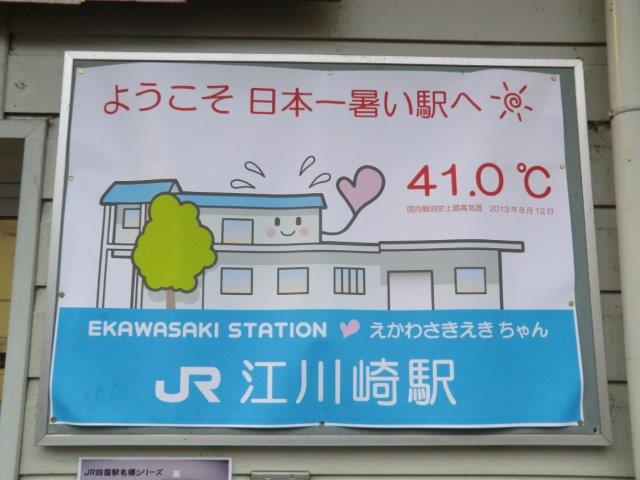 ようこそ 日本一暑い駅へ
41.0℃
国内観測史上最高気温 2013年8月12日
EKAWASAKI STATION えかわさきえきちゃん
JR 江川崎駅
JR四国駅名標シリーズ